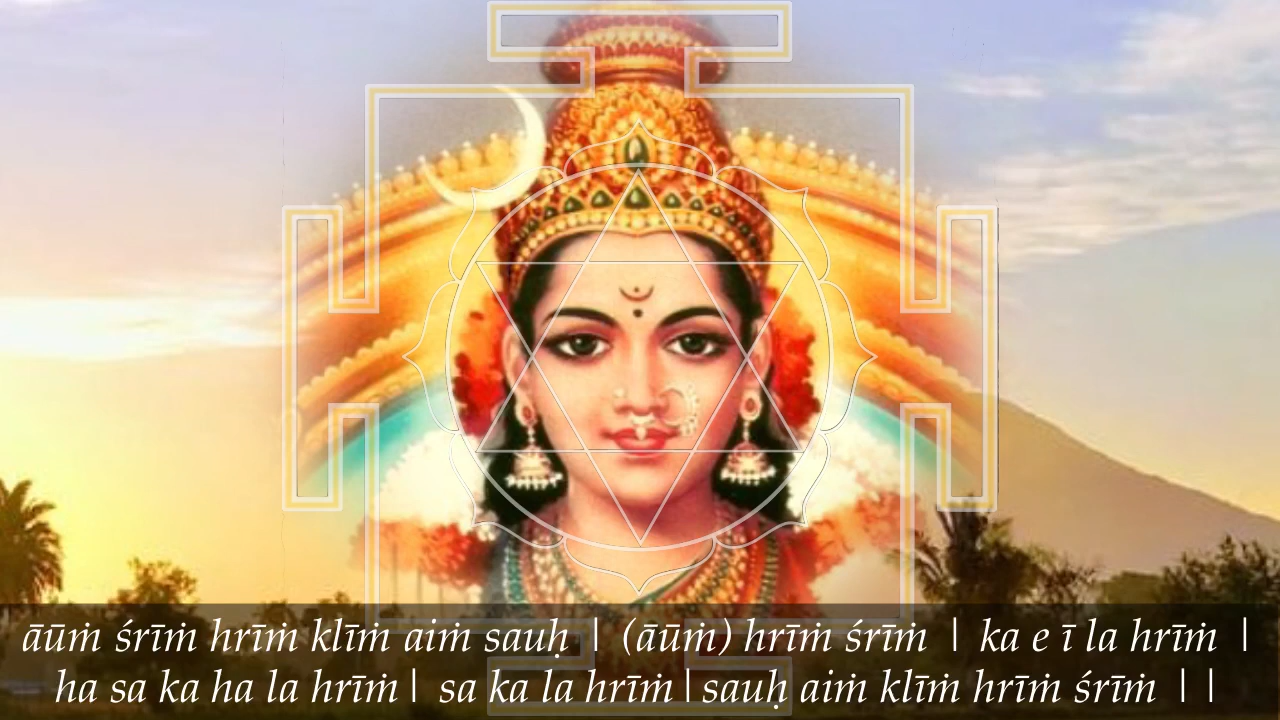 āūṁ śrīṁ hrīṁ klīṁ aiṁ sauḥ | (āūṁ) hrīṁ śrīṁ | ka e ī la hrīṁ |
ha sa ka ha la hrīṁ| sa ka la hrīṁ|sauḥ aiṁ klīṁ hrīṁ śrīṁ ||